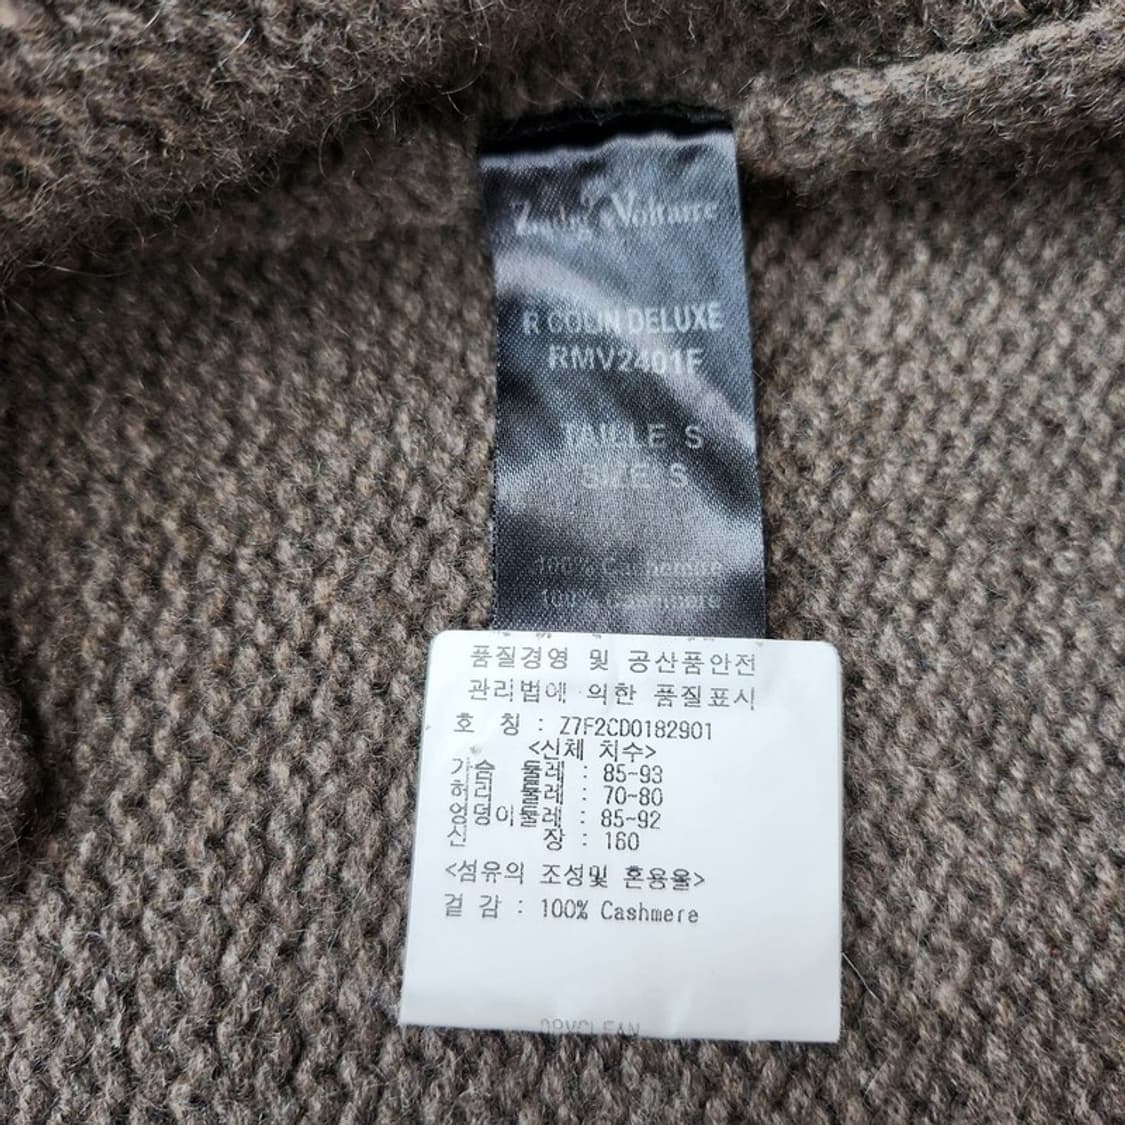 Zadig & Voltaire
R COLIN DELUXE
RMV2401F
TAILLE S
SIZE S
100% Cashmere
품질경영 및 공산품안전
관리법에 의한 품질표시
호 칭 : Z7F2CD0182901
<신체 치수>
가슴 둘레 : 85~93
허리 둘레 : 70~80
엉덩이둘레 : 85~92
신 장 : 160
<섬유의 조성및 혼용율>
겉 감 : 100% Cashmere
DRYCLEAN